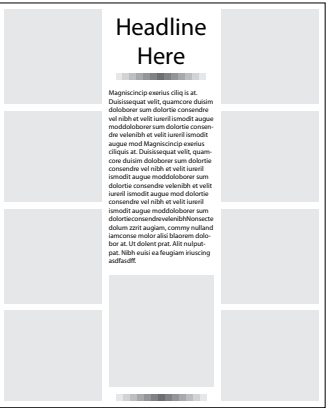 Headline
Here
Magniscincip exerius ciliq is at.
Duisissequat velit, quamcore duisim
doloborer sum dolortie consendre
vel nibh et velit iureril ismodit augue
moddoloborer sum dolortie consen-
dre velenibh et velit iureril ismodit
augue mod Magniscincip exerius
ciliquis at. Duisissequat velit, quam-
core duisim doloborer sum dolortie
consendre vel nibh et velit iureril
ismodit augue moddoloborer sum
dolortie consendre velenibh et velit
iureril ismodit augue mod dolortie
consendre vel nibh et velit iureril
ismodit augue moddoloborer sum
dolortieconsendrevelenibhNonsecte
dolum zzrit augiam, commy nulland
iamconse molor alisi blaorem dolo-
bor at. Ut dolent prat. Alit nulput-
pat. Nibh euisi ea feugiam iriuscing
asdfasdff.